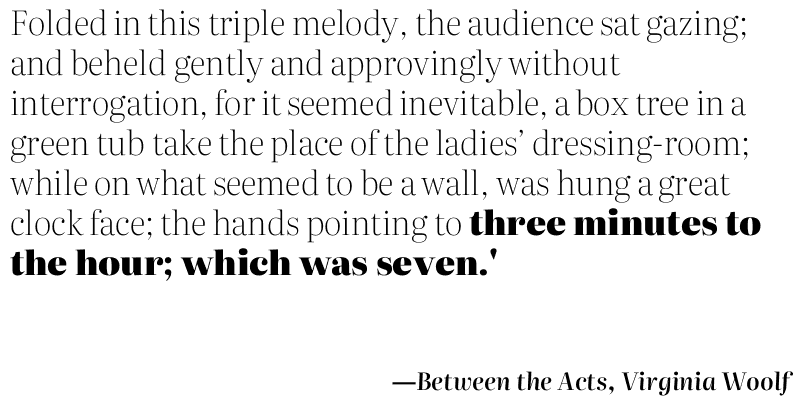 Folded in this triple melody, the audience sat gazing;
and beheld gently and approvingly without
interrogation, for it seemed inevitable, a box tree in a
green tub take the place of the ladies’ dressing-room;
while on what seemed to be a wall, was hung a great
clock face; the hands pointing to three minutes to
the hour; which was seven.'
—Between the Acts, Virginia Woolf